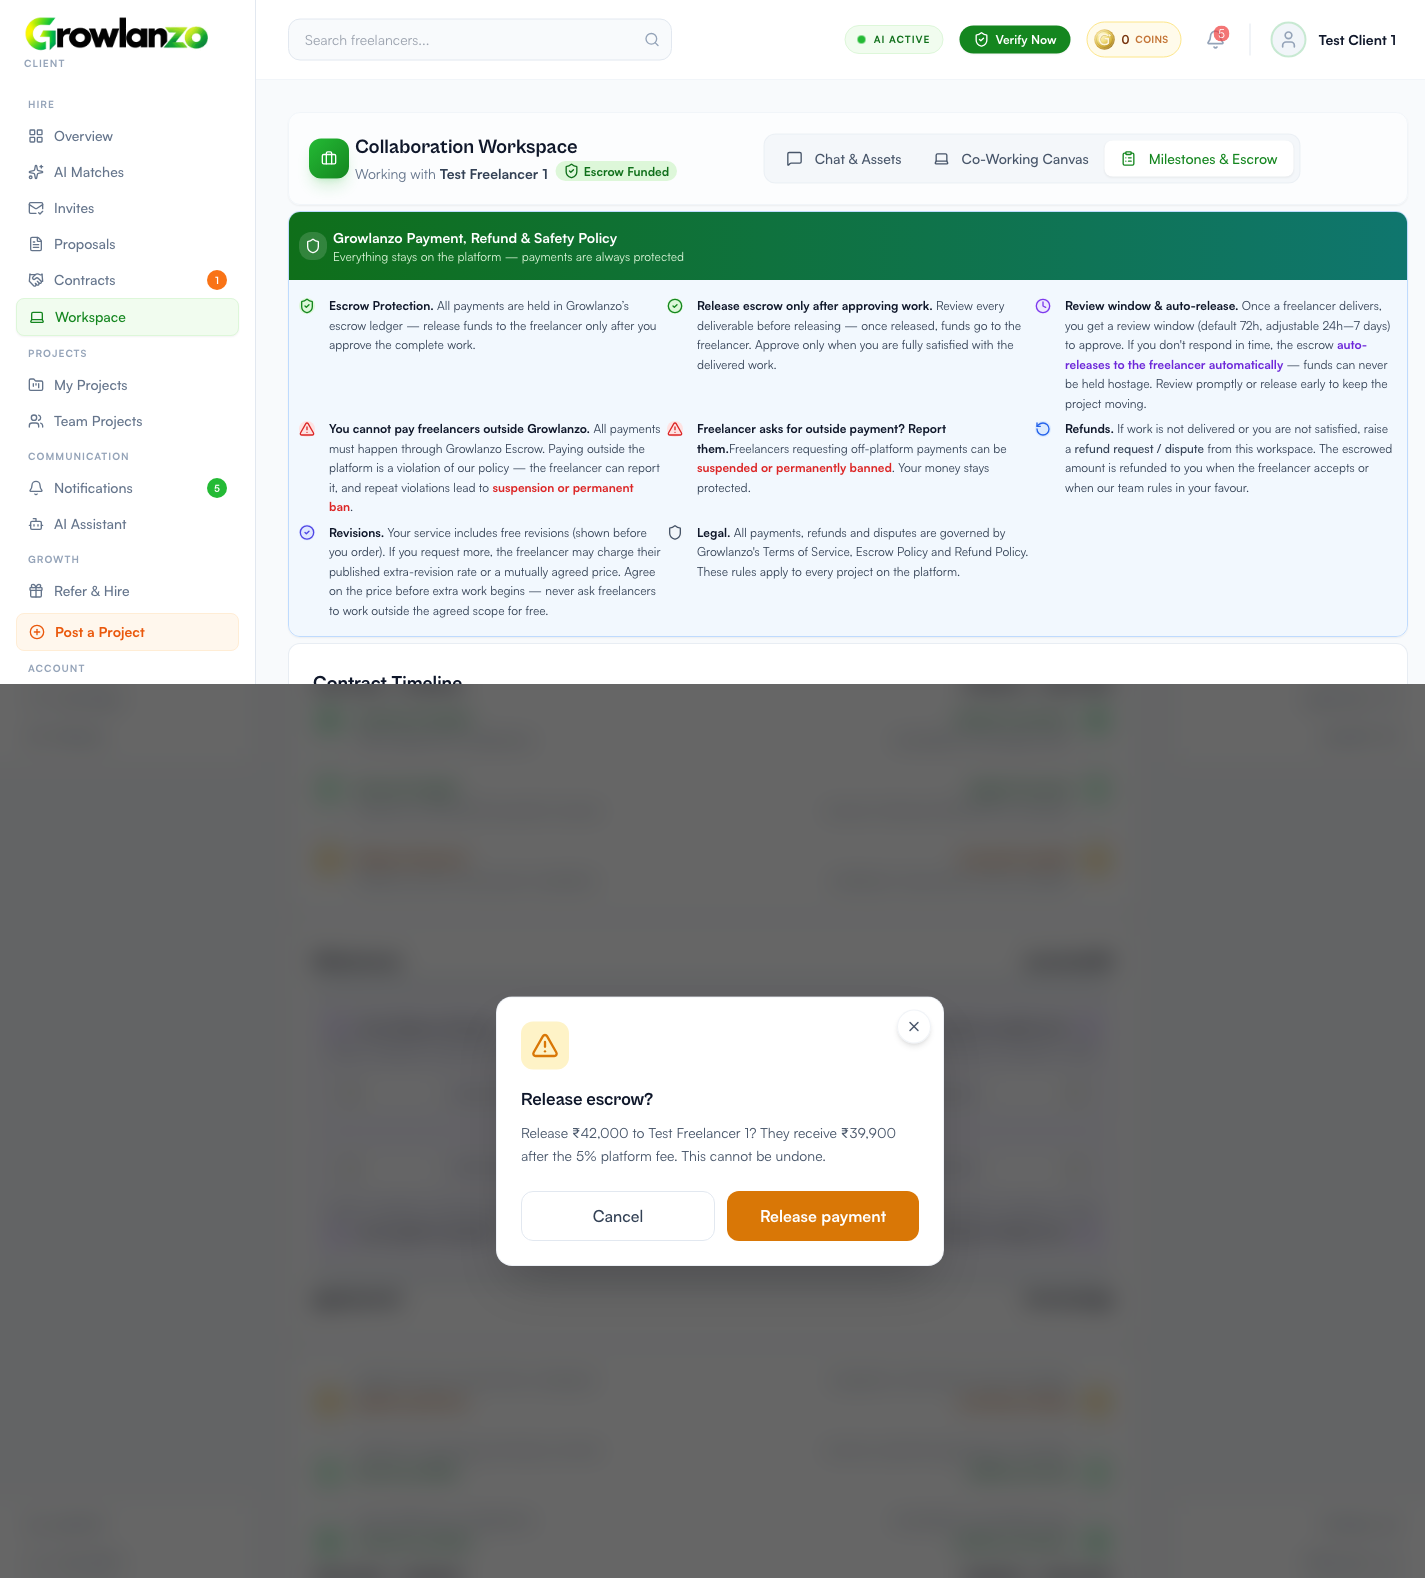 Growlanzo
CLIENT
HIRE
Overview
AI Matches
Invites
Proposals
Contracts
1
Workspace
PROJECTS
My Projects
Team Projects
COMMUNICATION
Notifications
5
AI Assistant
GROWTH
Refer & Hire
Post a Project
ACCOUNT
Search freelancers...
AI ACTIVE
Verify Now
0 COINS
5
Test Client 1
Collaboration Workspace
Working with Test Freelancer 1
Escrow Funded
Chat & Assets
Co-Working Canvas
Milestones & Escrow
Growlanzo Payment, Refund & Safety Policy
Everything stays on the platform — payments are always protected
Escrow Protection. All payments are held in Growlanzo's
escrow ledger — release funds to the freelancer only after you
approve the complete work.
Release escrow only after approving work. Review every
deliverable before releasing — once released, funds go to the
freelancer. Approve only when you are fully satisfied with the
delivered work.
Review window & auto-release. Once a freelancer delivers,
you get a review window (default 72h, adjustable 24h–7 days)
to approve. If you don't respond in time, the escrow auto-
releases to the freelancer automatically — funds can never
be held hostage. Review promptly or release early to keep the
project moving.
You cannot pay freelancers outside Growlanzo. All payments
must happen through Growlanzo Escrow. Paying outside the
platform is a violation of our policy — the freelancer can report
it, and repeat violations lead to suspension or permanent
ban.
Freelancer asks for outside payment? Report
them.Freelancers requesting off-platform payments can be
suspended or permanently banned. Your money stays
protected.
Refunds. If work is not delivered or you are not satisfied, raise
a refund request / dispute from this workspace. The escrowed
amount is refunded to you when the freelancer accepts or
when our team rules in your favour.
Revisions. Your service includes free revisions (shown before
you order). If you request more, the freelancer may charge their
published extra-revision rate or a mutually agreed price. Agree
on the price before extra work begins — never ask freelancers
to work outside the agreed scope for free.
Legal. All payments, refunds and disputes are governed by
Growlanzo's Terms of Service, Escrow Policy and Refund Policy.
These rules apply to every project on the platform.
Contract Timeline
Release escrow?
Release ₹42,000 to Test Freelancer 1? They receive ₹39,900
after the 5% platform fee. This cannot be undone.
Cancel
Release payment